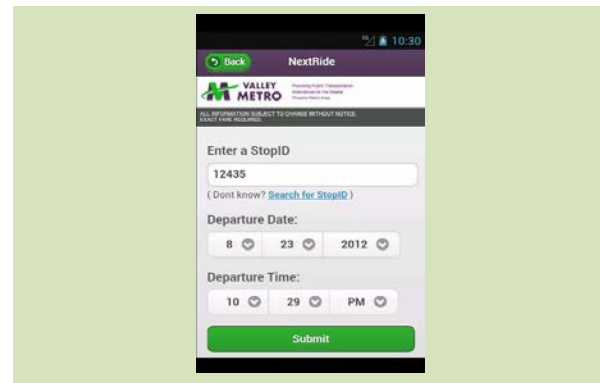 10:30
Back NextRide
VALLEY
METRO
ALL INFORMATION SUBJECT TO CHANGE WITHOUT NOTICE.
EXACT FARE REQUIRED.
Enter a StopID
12435
( Dont know? Search for StopID )
Departure Date:
8 23 2012
Departure Time:
10 29 PM
Submit